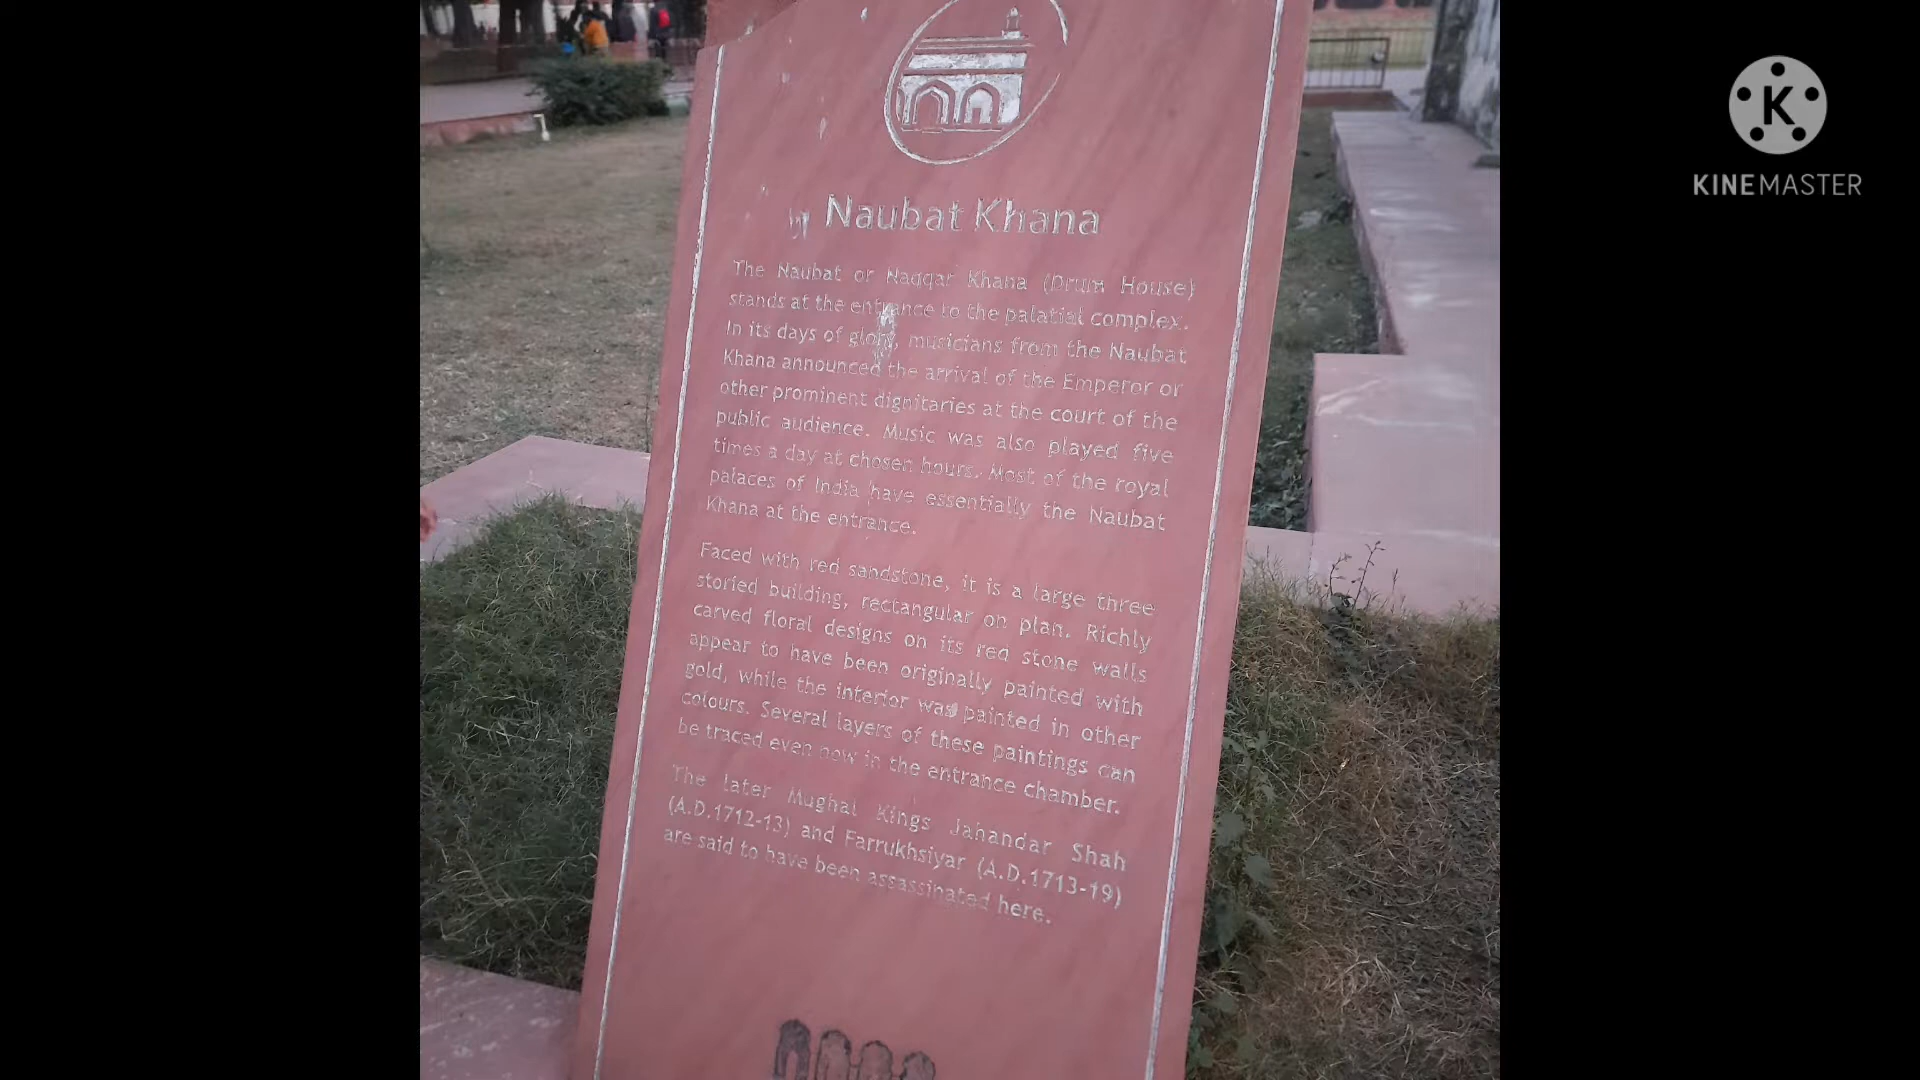 Naubat Khana
The Naubat or Naqqar Khana (Drum House)
stands at the entrance to the palatial complex.
In its days of glory, musicians from the Naubat
Khana announced the arrival of the Emperor or
other prominent dignitaries at the court of the
public audience. Music was also played five
times a day at chosen hours. Most of the royal
palaces of India have essentially the Naubat
Khana at the entrance.
Faced with red sandstone, it is a large three
storied building, rectangular on plan. Richly
carved floral designs on its red stone walls
appear to have been originally painted with
gold, while the interior was painted in other
colours. Several layers of these paintings can
be traced even now in the entrance chamber.
The later Mughal Kings Jahandar Shah
(A.D.1712-13) and Farrukhsiyar (A.D.1713-19)
are said to have been assassinated here.
K
KINEMASTER